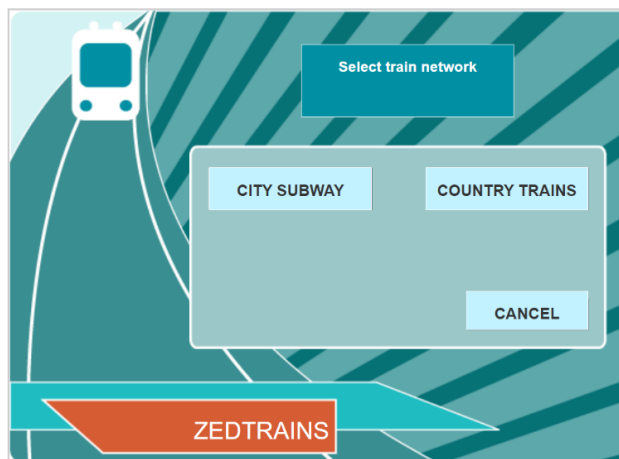 Select train network
CITY SUBWAY
COUNTRY TRAINS
CANCEL
ZEDTRAINS